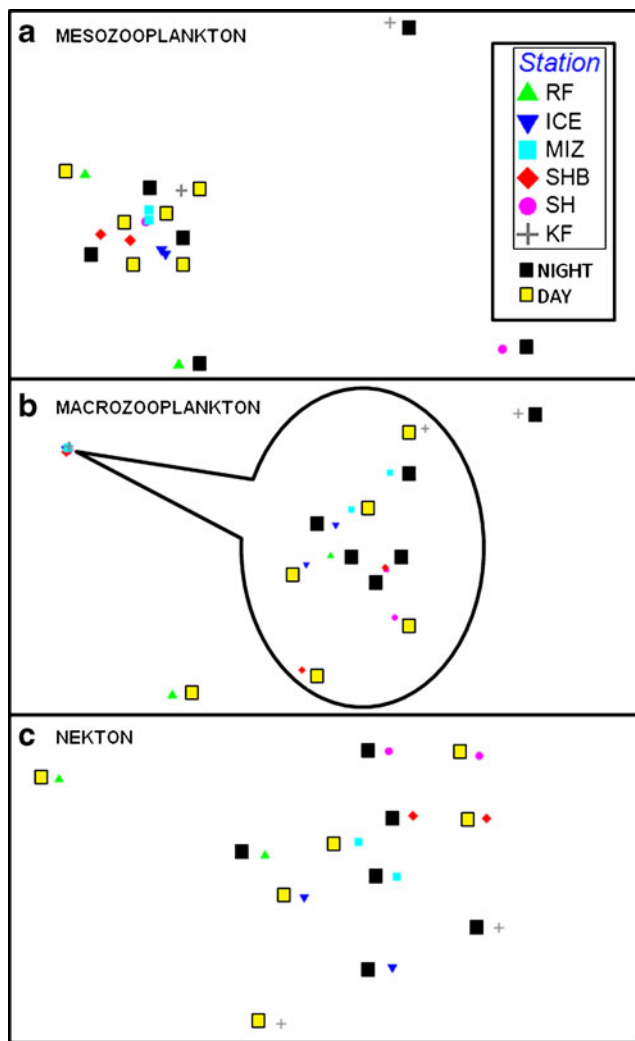 a MESOZOOPLANKTON
Station
RF
ICE
MIZ
SHB
SH
KF
NIGHT
DAY
b MACROZOOPLANKTON
c NEKTON